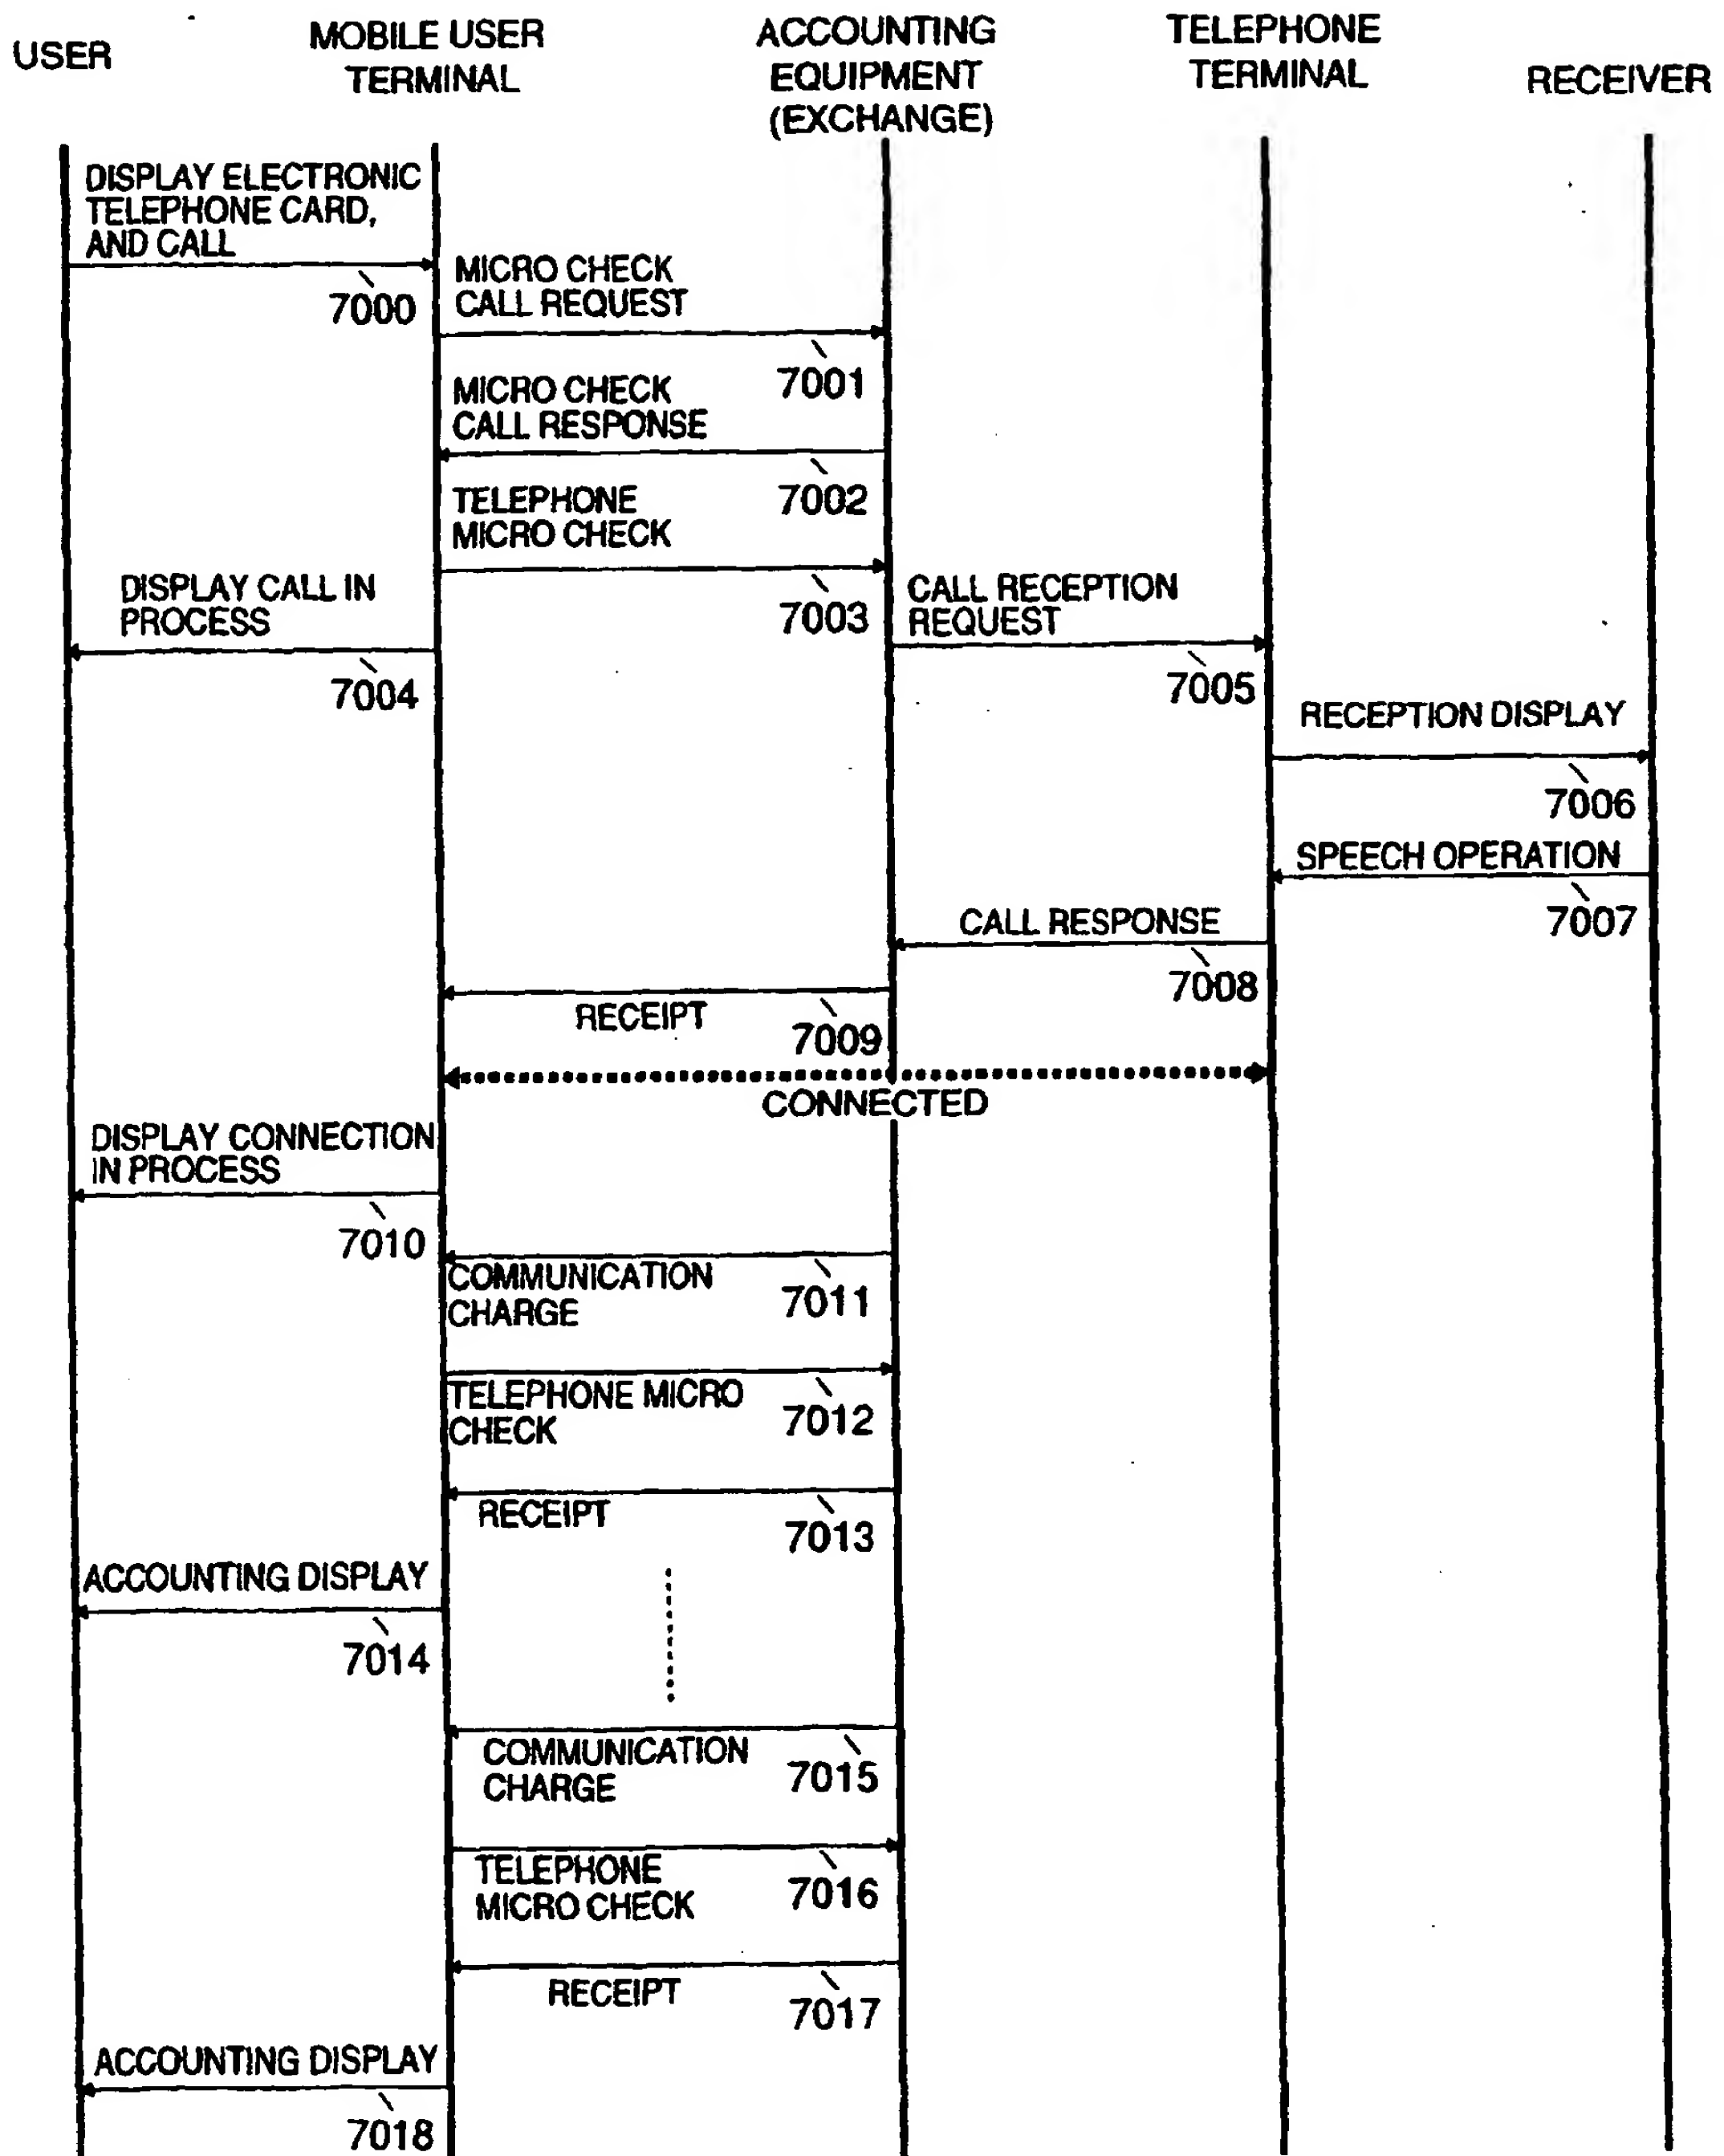 USER
MOBILE USER
TERMINAL
ACCOUNTING
EQUIPMENT
(EXCHANGE)
TELEPHONE
TERMINAL
RECEIVER
DISPLAY ELECTRONIC
TELEPHONE CARD,
AND CALL
7000
MICRO CHECK
CALL REQUEST
7001
MICRO CHECK
CALL RESPONSE
7002
TELEPHONE
MICRO CHECK
7003
DISPLAY CALL IN
PROCESS
7004
CALL RECEPTION
REQUEST
7005
RECEPTION DISPLAY
7006
SPEECH OPERATION
7007
CALL RESPONSE
7008
RECEIPT
7009
CONNECTED
DISPLAY CONNECTION
IN PROCESS
7010
COMMUNICATION
CHARGE
7011
TELEPHONE MICRO
CHECK
7012
RECEIPT
7013
ACCOUNTING DISPLAY
7014
COMMUNICATION
CHARGE
7015
TELEPHONE
MICRO CHECK
7016
RECEIPT
7017
ACCOUNTING DISPLAY
7018